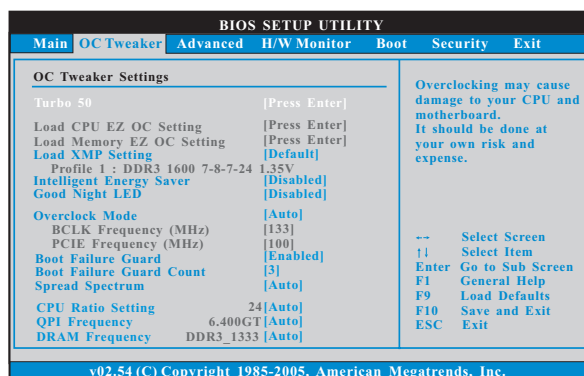 BIOS SETUP UTILITY
Main OC Tweaker Advanced H/W Monitor Boot Security Exit
OC Tweaker Settings
Turbo 50 [Press Enter]
Load CPU EZ OC Setting [Press Enter]
Load Memory EZ OC Setting [Press Enter]
Load XMP Setting [Default]
Profile 1 : DDR3 1600 7-8-7-24 1.35V
Intelligent Energy Saver [Disabled]
Good Night LED [Disabled]
Overclock Mode [Auto]
BCLK Frequency (MHz) [133]
PCIE Frequency (MHz) [100]
Boot Failure Guard [Enabled]
Boot Failure Guard Count [3]
Spread Spectrum [Auto]
CPU Ratio Setting 24 [Auto]
QPI Frequency 6.400GT [Auto]
DRAM Frequency DDR3_1333 [Auto]
Overclocking may cause
damage to your CPU and
motherboard.
It should be done at
your own risk and
expense.
←→ Select Screen
↑↓ Select Item
Enter Go to Sub Screen
F1 General Help
F9 Load Defaults
F10 Save and Exit
ESC Exit
v02.54 (C) Copyright 1985-2005, American Megatrends, Inc.